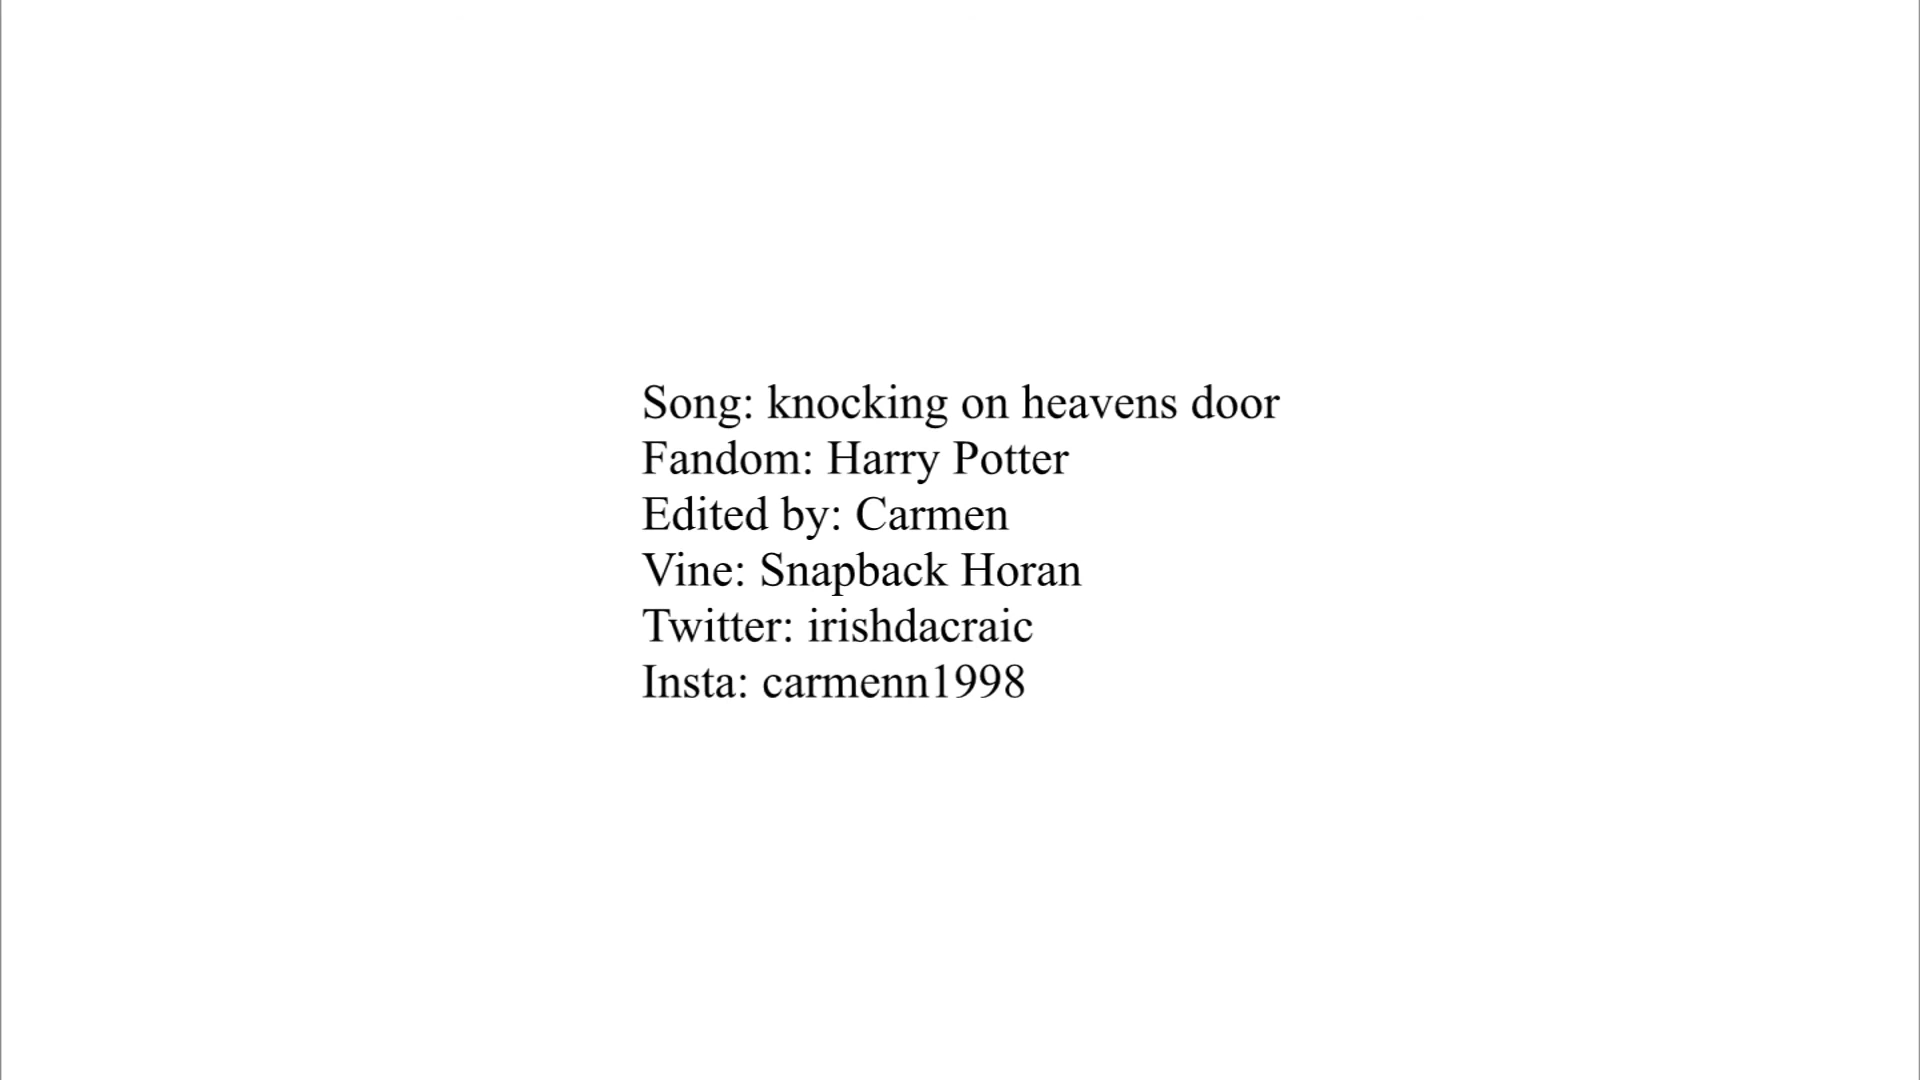 Song: knocking on heavens door
Fandom: Harry Potter
Edited by: Carmen
Vine: Snapback Horan
Twitter: irishdacraic
Insta: carmenn1998